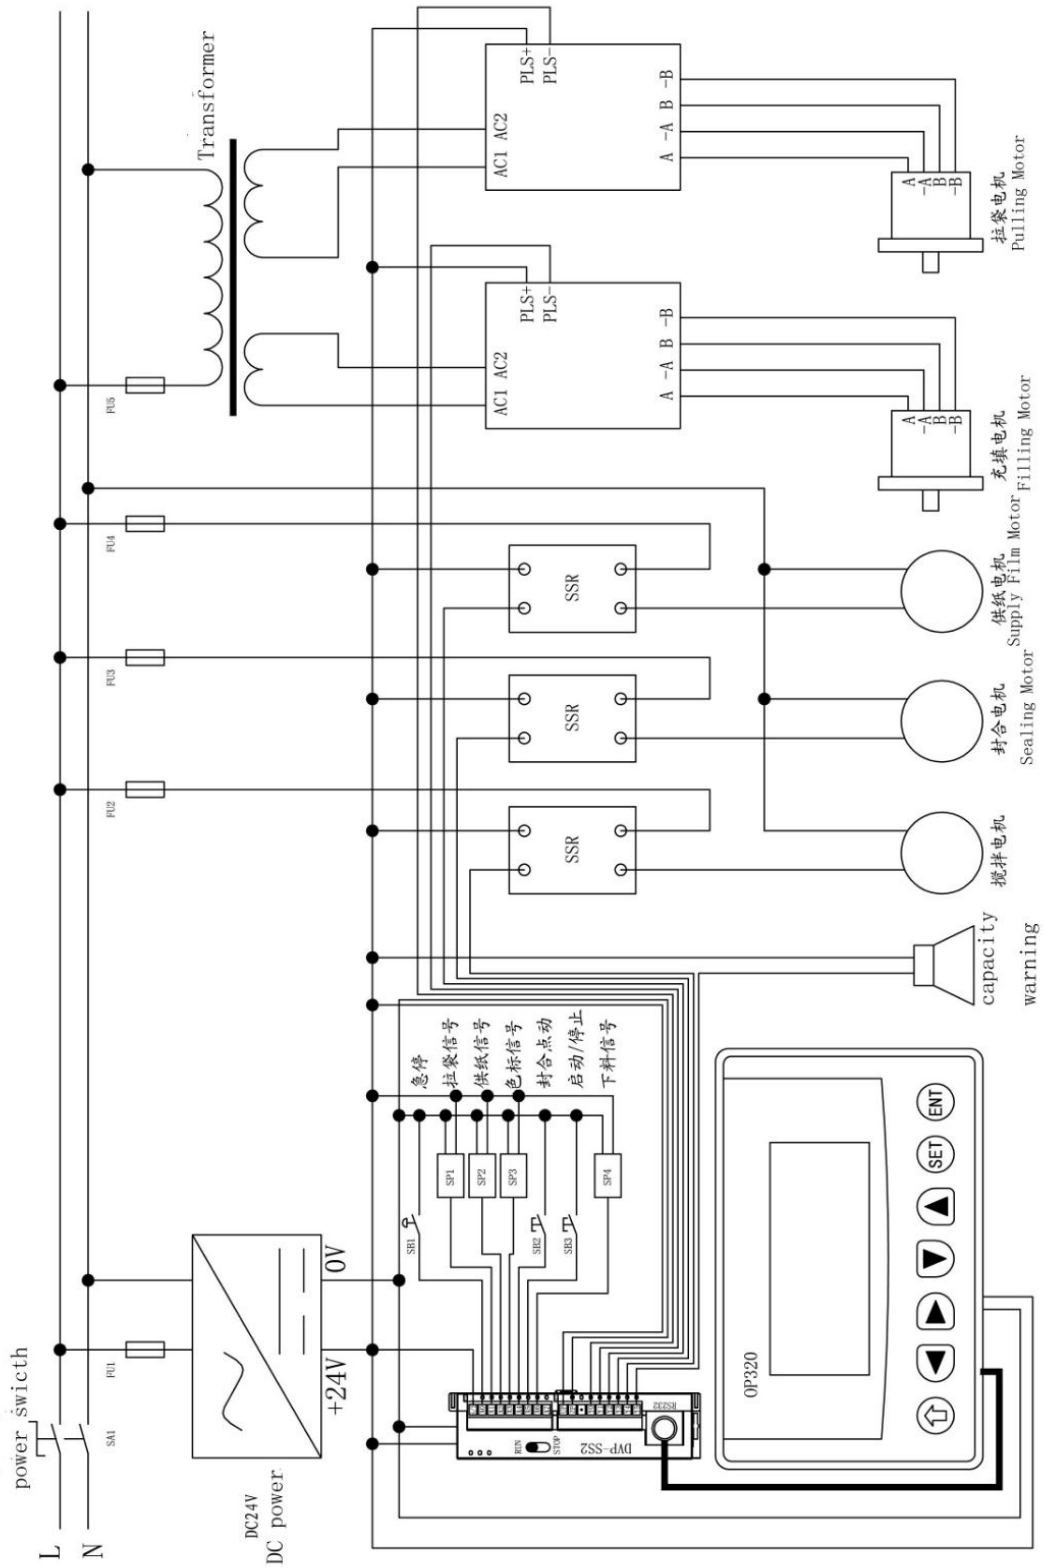 L
N
power swicth
SA1
FU1
FU2
FU3
FU4
FU5
Transformer
DC24V
DC power
+24V
0V
AC1 AC2
PLS+
PLS-
A -A B -B
A
-A
B
-B
拉袋电机
Pulling Motor
AC1 AC2
PLS+
PLS-
A -A B -B
A
-A
B
-B
充填电机
Filling Motor
SSR
供纸电机
Supply Film Motor
SSR
封合电机
Sealing Motor
SSR
搅拌电机
capacity
warning
急停
拉袋信号
供纸信号
色标信号
封合点动
启动/停止
下料信号
SB1
SP1
SP2
SP3
SB2
SB3
SP4
RUN
STOP
DVP-SS2
RS232
OP320
SET
ENT